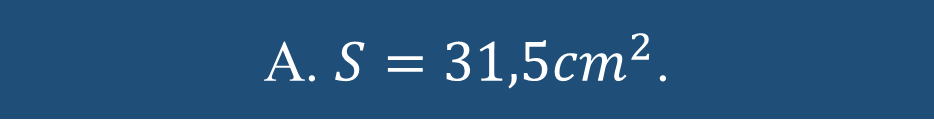 A. S = 31,5cm².